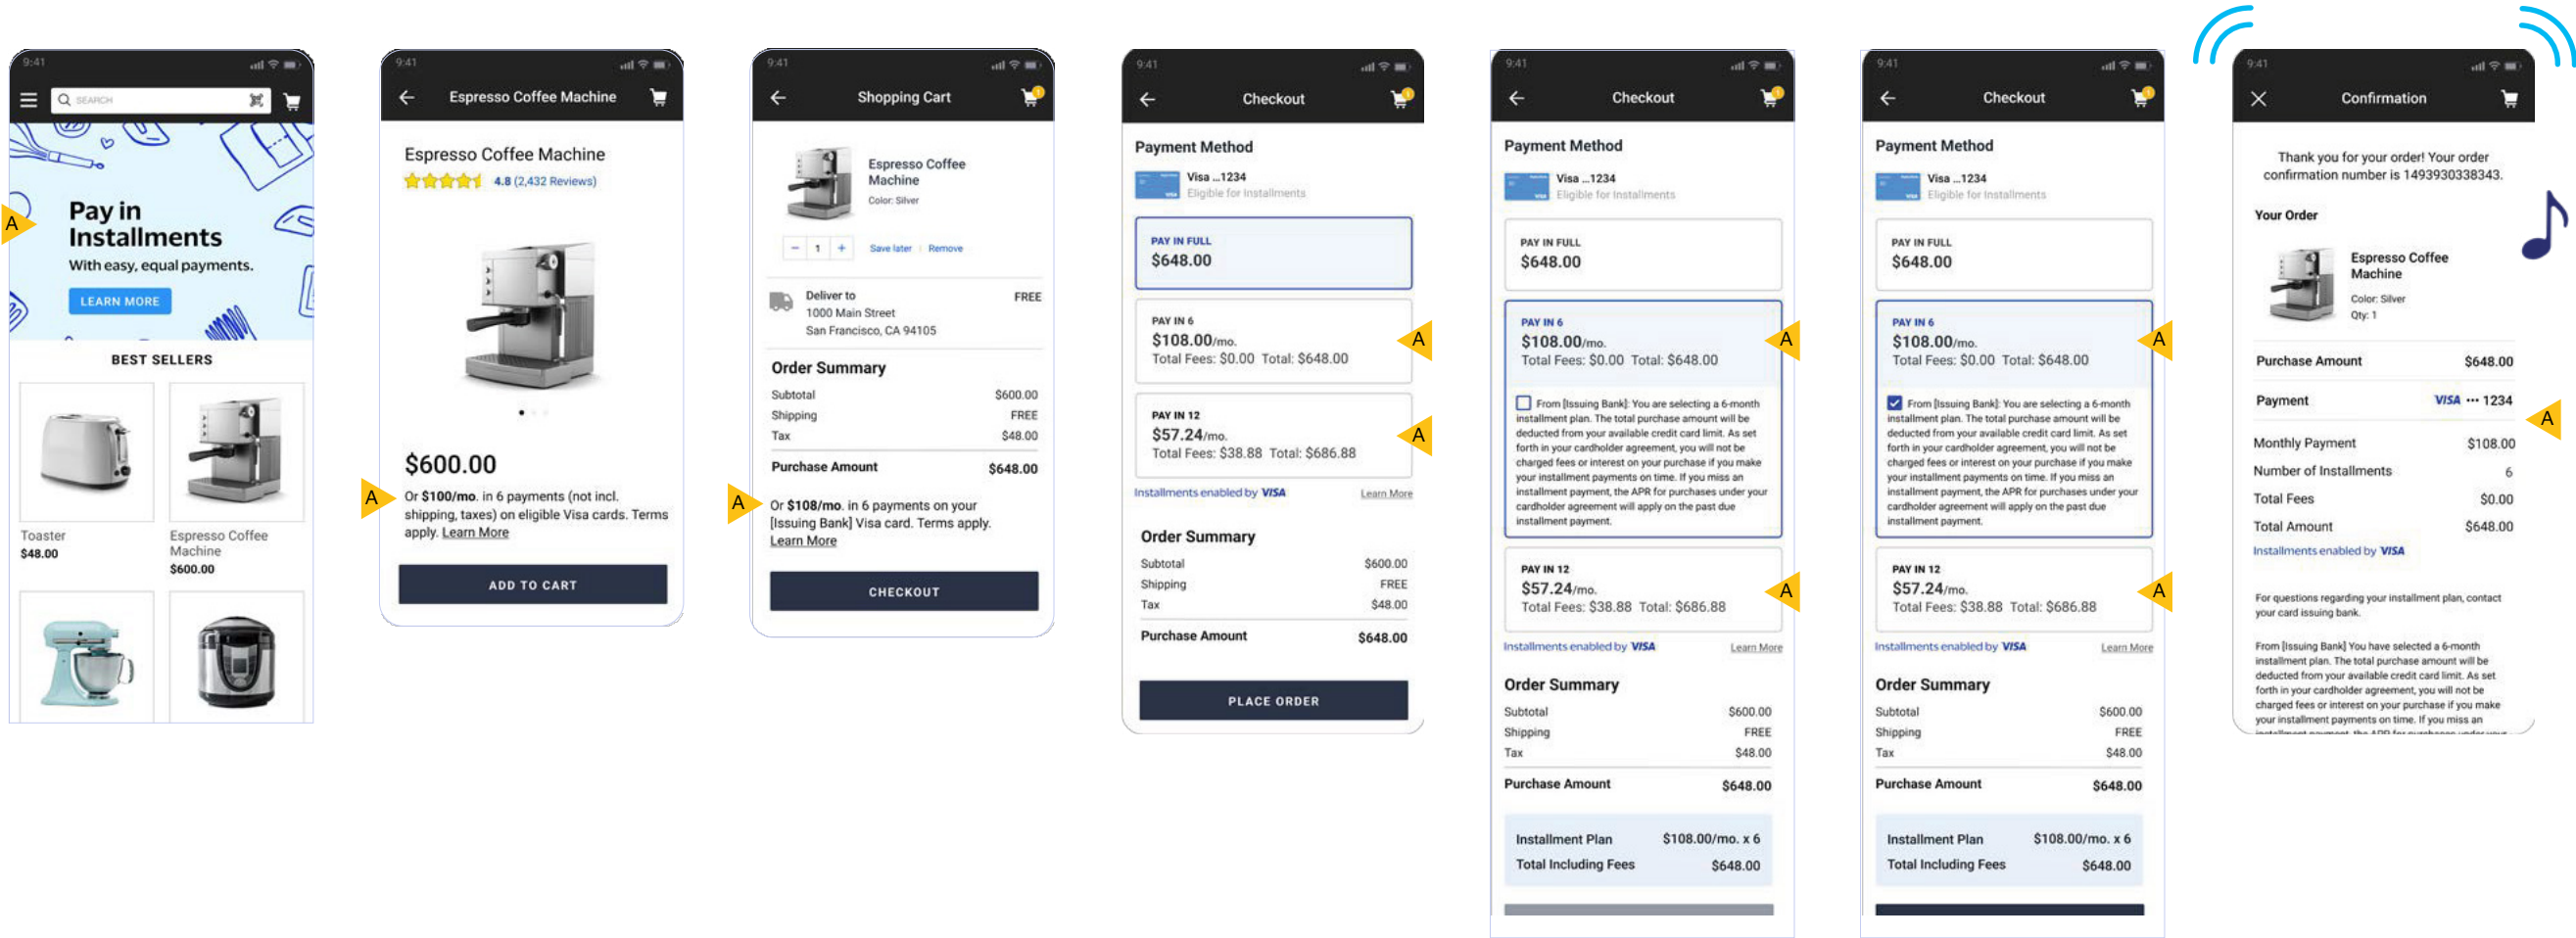 9:41
SEARCH
Pay in
Installments
With easy, equal payments.
LEARN MORE
A
BEST SELLERS
Toaster
$48.00
Espresso Coffee
Machine
$600.00
9:41
Espresso Coffee Machine
Espresso Coffee Machine
4.8 (2,432 Reviews)
$600.00
A
Or $100/mo. in 6 payments (not incl.
shipping, taxes) on eligible Visa cards. Terms
apply. Learn More
ADD TO CART
9:41
Shopping Cart
1
Espresso Coffee
Machine
Color: Silver
− 1 + Save later | Remove
Deliver to FREE
1000 Main Street
San Francisco, CA 94105
Order Summary
Subtotal $600.00
Shipping FREE
Tax $48.00
Purchase Amount $648.00
A
Or $108/mo. in 6 payments on your
[Issuing Bank] Visa card. Terms apply.
Learn More
CHECKOUT
9:41
Checkout
1
Payment Method
VISA
Visa ...1234
Eligible for Installments
PAY IN FULL
$648.00
PAY IN 6
$108.00/mo.
Total Fees: $0.00 Total: $648.00
A
PAY IN 12
$57.24/mo.
Total Fees: $38.88 Total: $686.88
A
Installments enabled by VISA Learn More
Order Summary
Subtotal $600.00
Shipping FREE
Tax $48.00
Purchase Amount $648.00
PLACE ORDER
9:41
Checkout
1
Payment Method
VISA
Visa ...1234
Eligible for Installments
PAY IN FULL
$648.00
PAY IN 6
$108.00/mo.
Total Fees: $0.00 Total: $648.00
A
From [Issuing Bank]: You are selecting a 6-month
installment plan. The total purchase amount will be
deducted from your available credit card limit. As set
forth in your cardholder agreement, you will not be
charged fees or interest on your purchase if you make
your installment payments on time. If you miss an
installment payment, the APR for purchases under your
cardholder agreement will apply on the past due
installment payment.
PAY IN 12
$57.24/mo.
Total Fees: $38.88 Total: $686.88
A
Installments enabled by VISA Learn More
Order Summary
Subtotal $600.00
Shipping FREE
Tax $48.00
Purchase Amount $648.00
Installment Plan $108.00/mo. x 6
Total Including Fees $648.00
9:41
Checkout
1
Payment Method
VISA
Visa ...1234
Eligible for Installments
PAY IN FULL
$648.00
PAY IN 6
$108.00/mo.
Total Fees: $0.00 Total: $648.00
A
From [Issuing Bank]: You are selecting a 6-month
installment plan. The total purchase amount will be
deducted from your available credit card limit. As set
forth in your cardholder agreement, you will not be
charged fees or interest on your purchase if you make
your installment payments on time. If you miss an
installment payment, the APR for purchases under your
cardholder agreement will apply on the past due
installment payment.
PAY IN 12
$57.24/mo.
Total Fees: $38.88 Total: $686.88
A
Installments enabled by VISA Learn More
Order Summary
Subtotal $600.00
Shipping FREE
Tax $48.00
Purchase Amount $648.00
Installment Plan $108.00/mo. x 6
Total Including Fees $648.00
9:41
Confirmation
Thank you for your order! Your order
confirmation number is 1493930338343.
Your Order
Espresso Coffee
Machine
Color: Silver
Qty: 1
Purchase Amount $648.00
Payment VISA ••• 1234
A
Monthly Payment $108.00
Number of Installments 6
Total Fees $0.00
Total Amount $648.00
Installments enabled by VISA
For questions regarding your installment plan, contact
your card issuing bank.
From [Issuing Bank] You have selected a 6-month
installment plan. The total purchase amount will be
deducted from your available credit card limit. As set
forth in your cardholder agreement, you will not be
charged fees or interest on your purchase if you make
your installment payments on time. If you miss an
installment payment, the APR for purchases under your